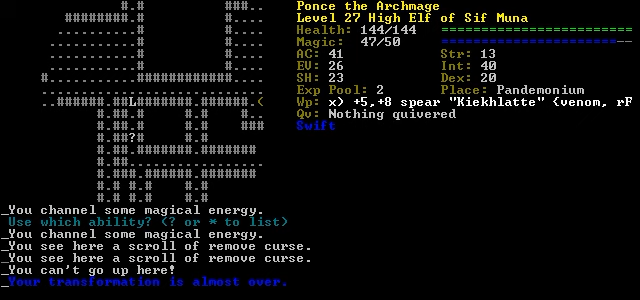 Ponce the Archmage
Level 27 High Elf of Sif Muna
Health: 144/144
Magic: 47/50
AC: 41 Str: 13
EV: 26 Int: 40
SH: 23 Dex: 20
Exp Pool: 2 Place: Pandemonium
Wp: x) +5,+8 spear "Kiekhlatte" {venom, rF
Qv: Nothing quivered
Swift
_You channel some magical energy.
Use which ability? (? or * to list)
_You channel some magical energy.
_You see here a scroll of remove curse.
_You see here a scroll of remove curse.
_You can't go up here!
_Your transformation is almost over.